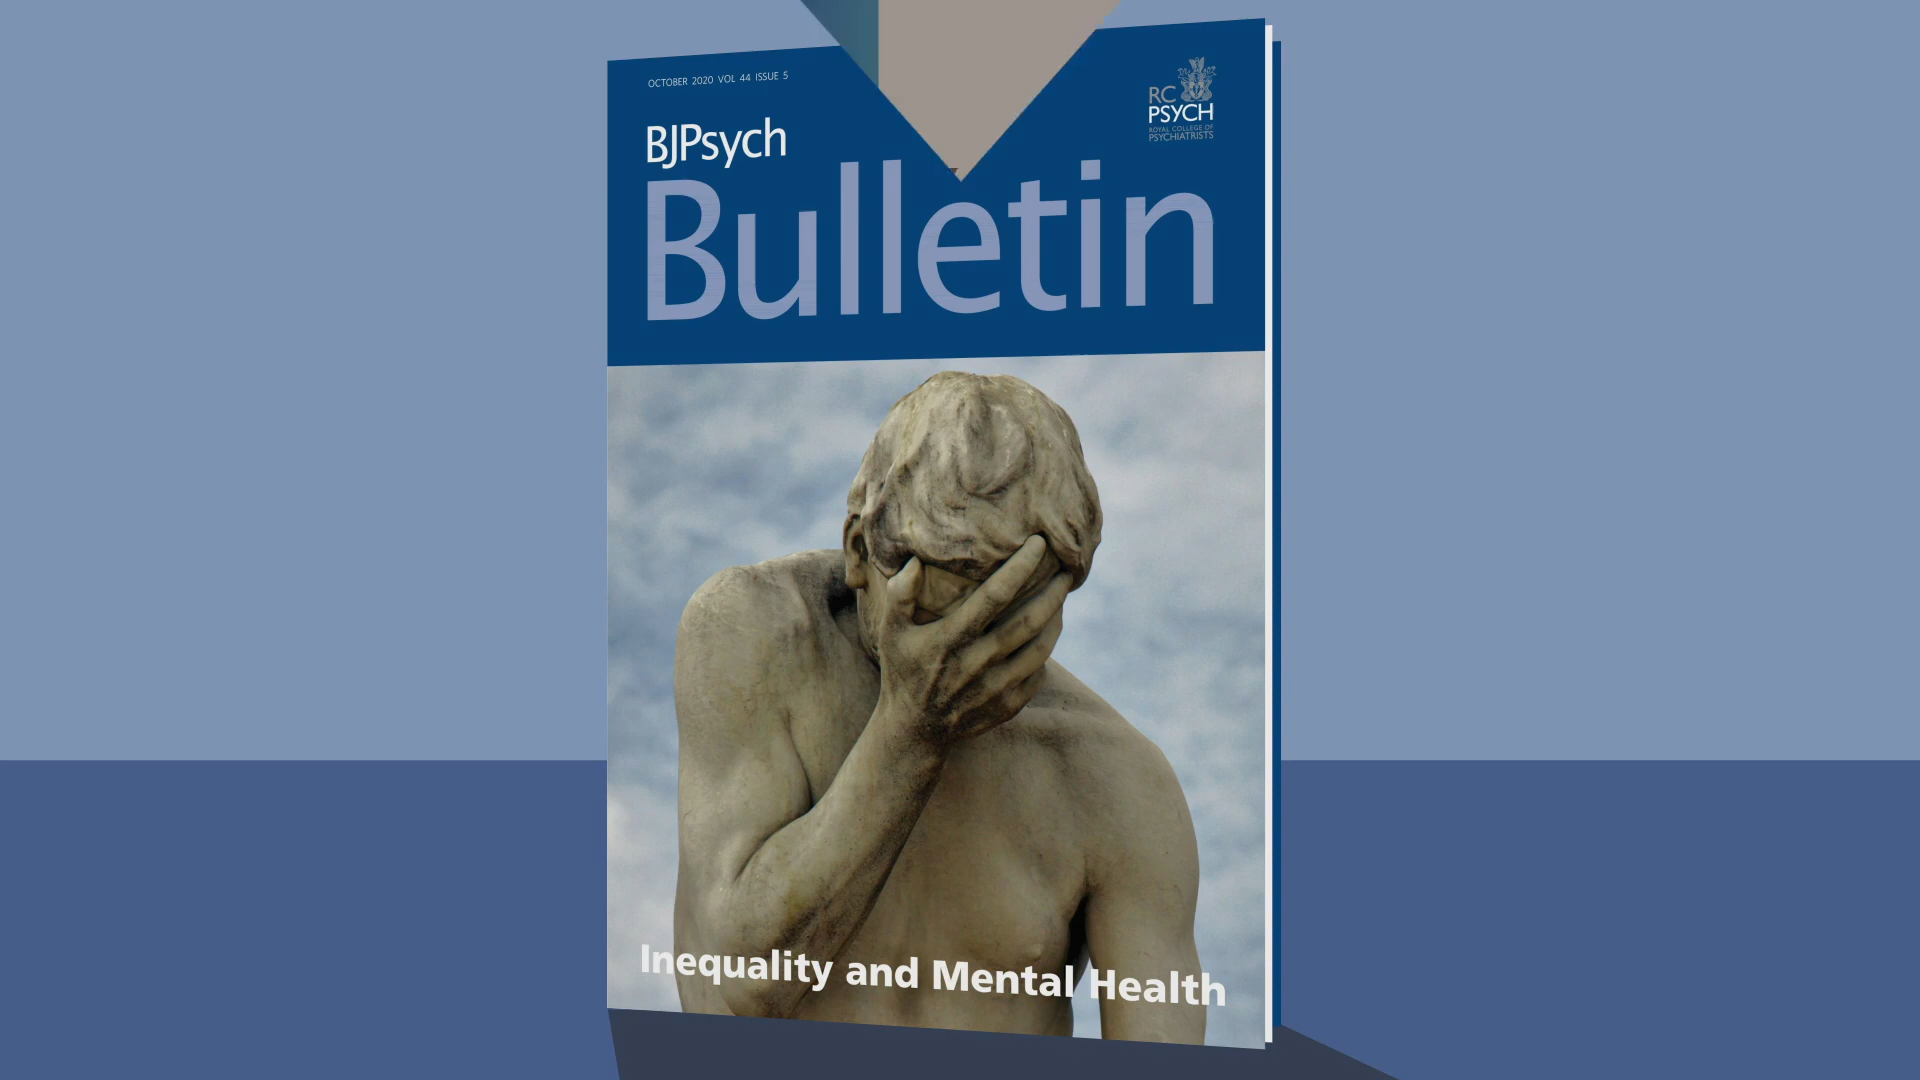 OCTOBER 2020 VOL 44 ISSUE 5
BJPsych
Bulletin
RC
PSYCH
ROYAL COLLEGE OF
PSYCHIATRISTS
Inequality and Mental Health